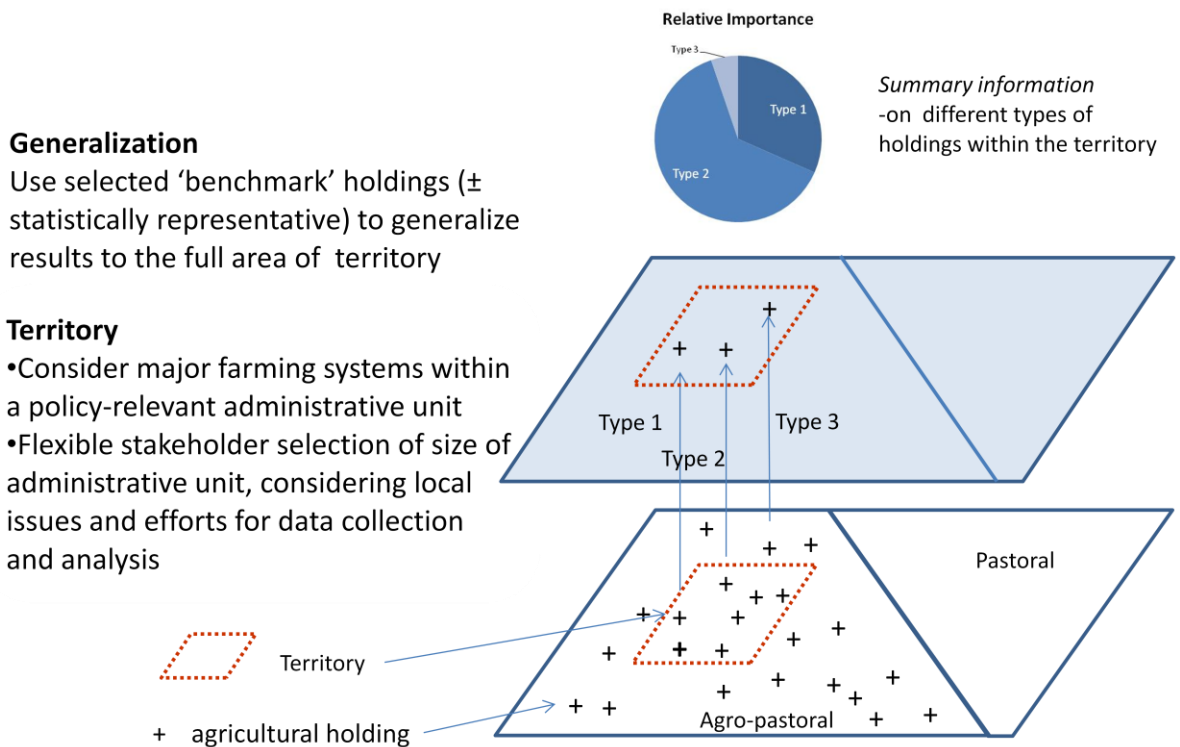 Relative Importance
Type 3
Type 1
Type 2
Summary information
-on different types of
holdings within the territory
Generalization
Use selected ‘benchmark’ holdings (±
statistically representative) to generalize
results to the full area of territory
Territory
•Consider major farming systems within
a policy-relevant administrative unit
•Flexible stakeholder selection of size of
administrative unit, considering local
issues and efforts for data collection
and analysis
Type 1
Type 2
Type 3
Pastoral
Agro-pastoral
Territory
+ agricultural holding